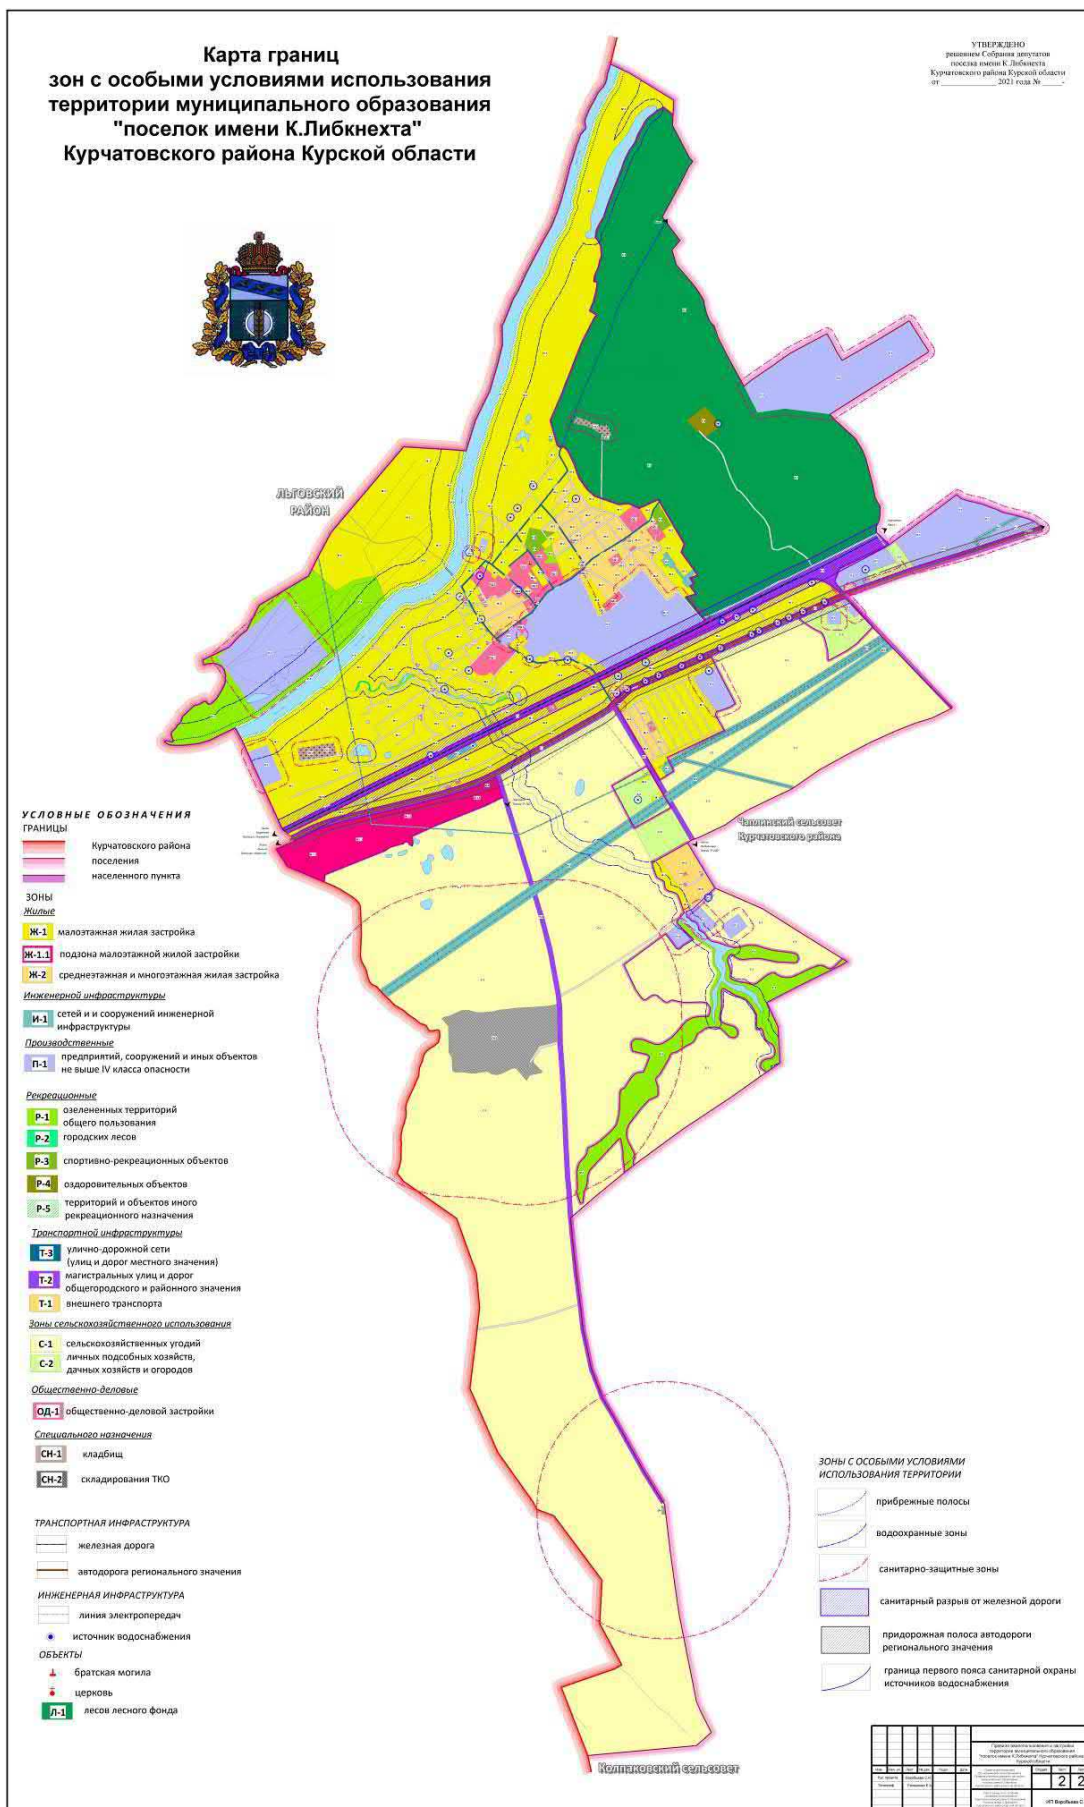 Карта границ
зон с особыми условиями использования
территории муниципального образования
"поселок имени К.Либкнехта"
Курчатовского района Курской области
УТВЕРЖДЕНО
решением Собрания депутатов
поселка имени К.Либкнехта
Курчатовского района Курской области
от ____________ 2021 года № _____-
ЛЬГОВСКИЙ
РАЙОН
Чаплинский сельсовет
Курчатовского района
Колпаковский сельсовет
УСЛОВНЫЕ ОБОЗНАЧЕНИЯ
ГРАНИЦЫ
Курчатовского района
поселения
населенного пункта
ЗОНЫ
Жилые
Ж-1 малоэтажная жилая застройка
Ж-1.1 подзона малоэтажной жилой застройки
Ж-2 среднеэтажная и многоэтажная жилая застройка
Инженерной инфраструктуры
И-1 сетей и и сооружений инженерной
инфраструктуры
Производственные
П-1 предприятий, сооружений и иных объектов
не выше IV класса опасности
Рекреационные
Р-1 озелененных территорий
общего пользования
Р-2 городских лесов
Р-3 спортивно-рекреационных объектов
Р-4 оздоровительных объектов
Р-5 территорий и объектов иного
рекреационного назначения
Транспортной инфраструктуры
Т-3 улично-дорожной сети
(улиц и дорог местного значения)
Т-2 магистральных улиц и дорог
общегородского и районного значения
Т-1 внешнего транспорта
Зоны сельскохозяйственного использования
С-1 сельскохозяйственных угодий
С-2 личных подсобных хозяйств,
дачных хозяйств и огородов
Общественно-деловые
ОД-1 общественно-деловой застройки
Специального назначения
СН-1 кладбищ
СН-2 складирования ТКО
ТРАНСПОРТНАЯ ИНФРАСТРУКТУРА
железная дорога
автодорога регионального значения
ИНЖЕНЕРНАЯ ИНФРАСТРУКТУРА
линия электропередач
источник водоснабжения
ОБЪЕКТЫ
братская могила
церковь
Л-1 лесов лесного фонда
ЗОНЫ С ОСОБЫМИ УСЛОВИЯМИ
ИСПОЛЬЗОВАНИЯ ТЕРРИТОРИИ
прибрежные полосы
водоохранные зоны
санитарно-защитные зоны
санитарный разрыв от железной дороги
придорожная полоса автодороги
регионального значения
граница первого пояса санитарной охраны
источников водоснабжения
2 2